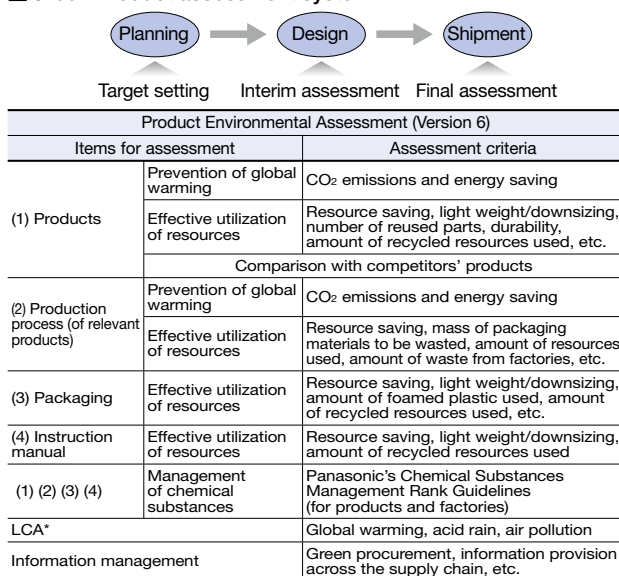 Planning
Design
Shipment
Target setting
Interim assessment
Final assessment
Product Environmental Assessment (Version 6)
Items for assessment
Assessment criteria
(1) Products
Prevention of global
warming
CO2 emissions and energy saving
Effective utilization
of resources
Resource saving, light weight/downsizing,
number of reused parts, durability,
amount of recycled resources used, etc.
Comparison with competitors' products
(2) Production
process (of relevant
products)
Prevention of global
warming
CO2 emissions and energy saving
Effective utilization
of resources
Resource saving, mass of packaging
materials to be wasted, amount of resources
used, amount of waste from factories, etc.
(3) Packaging
Effective utilization
of resources
Resource saving, light weight/downsizing,
amount of foamed plastic used, amount
of recycled resources used, etc.
(4) Instruction
manual
Effective utilization
of resources
Resource saving, light weight/downsizing,
amount of recycled resources used
(1) (2) (3) (4)
Management
of chemical
substances
Panasonic's Chemical Substances
Management Rank Guidelines
(for products and factories)
LCA*
Global warming, acid rain, air pollution
Information management
Green procurement, information provision
across the supply chain, etc.